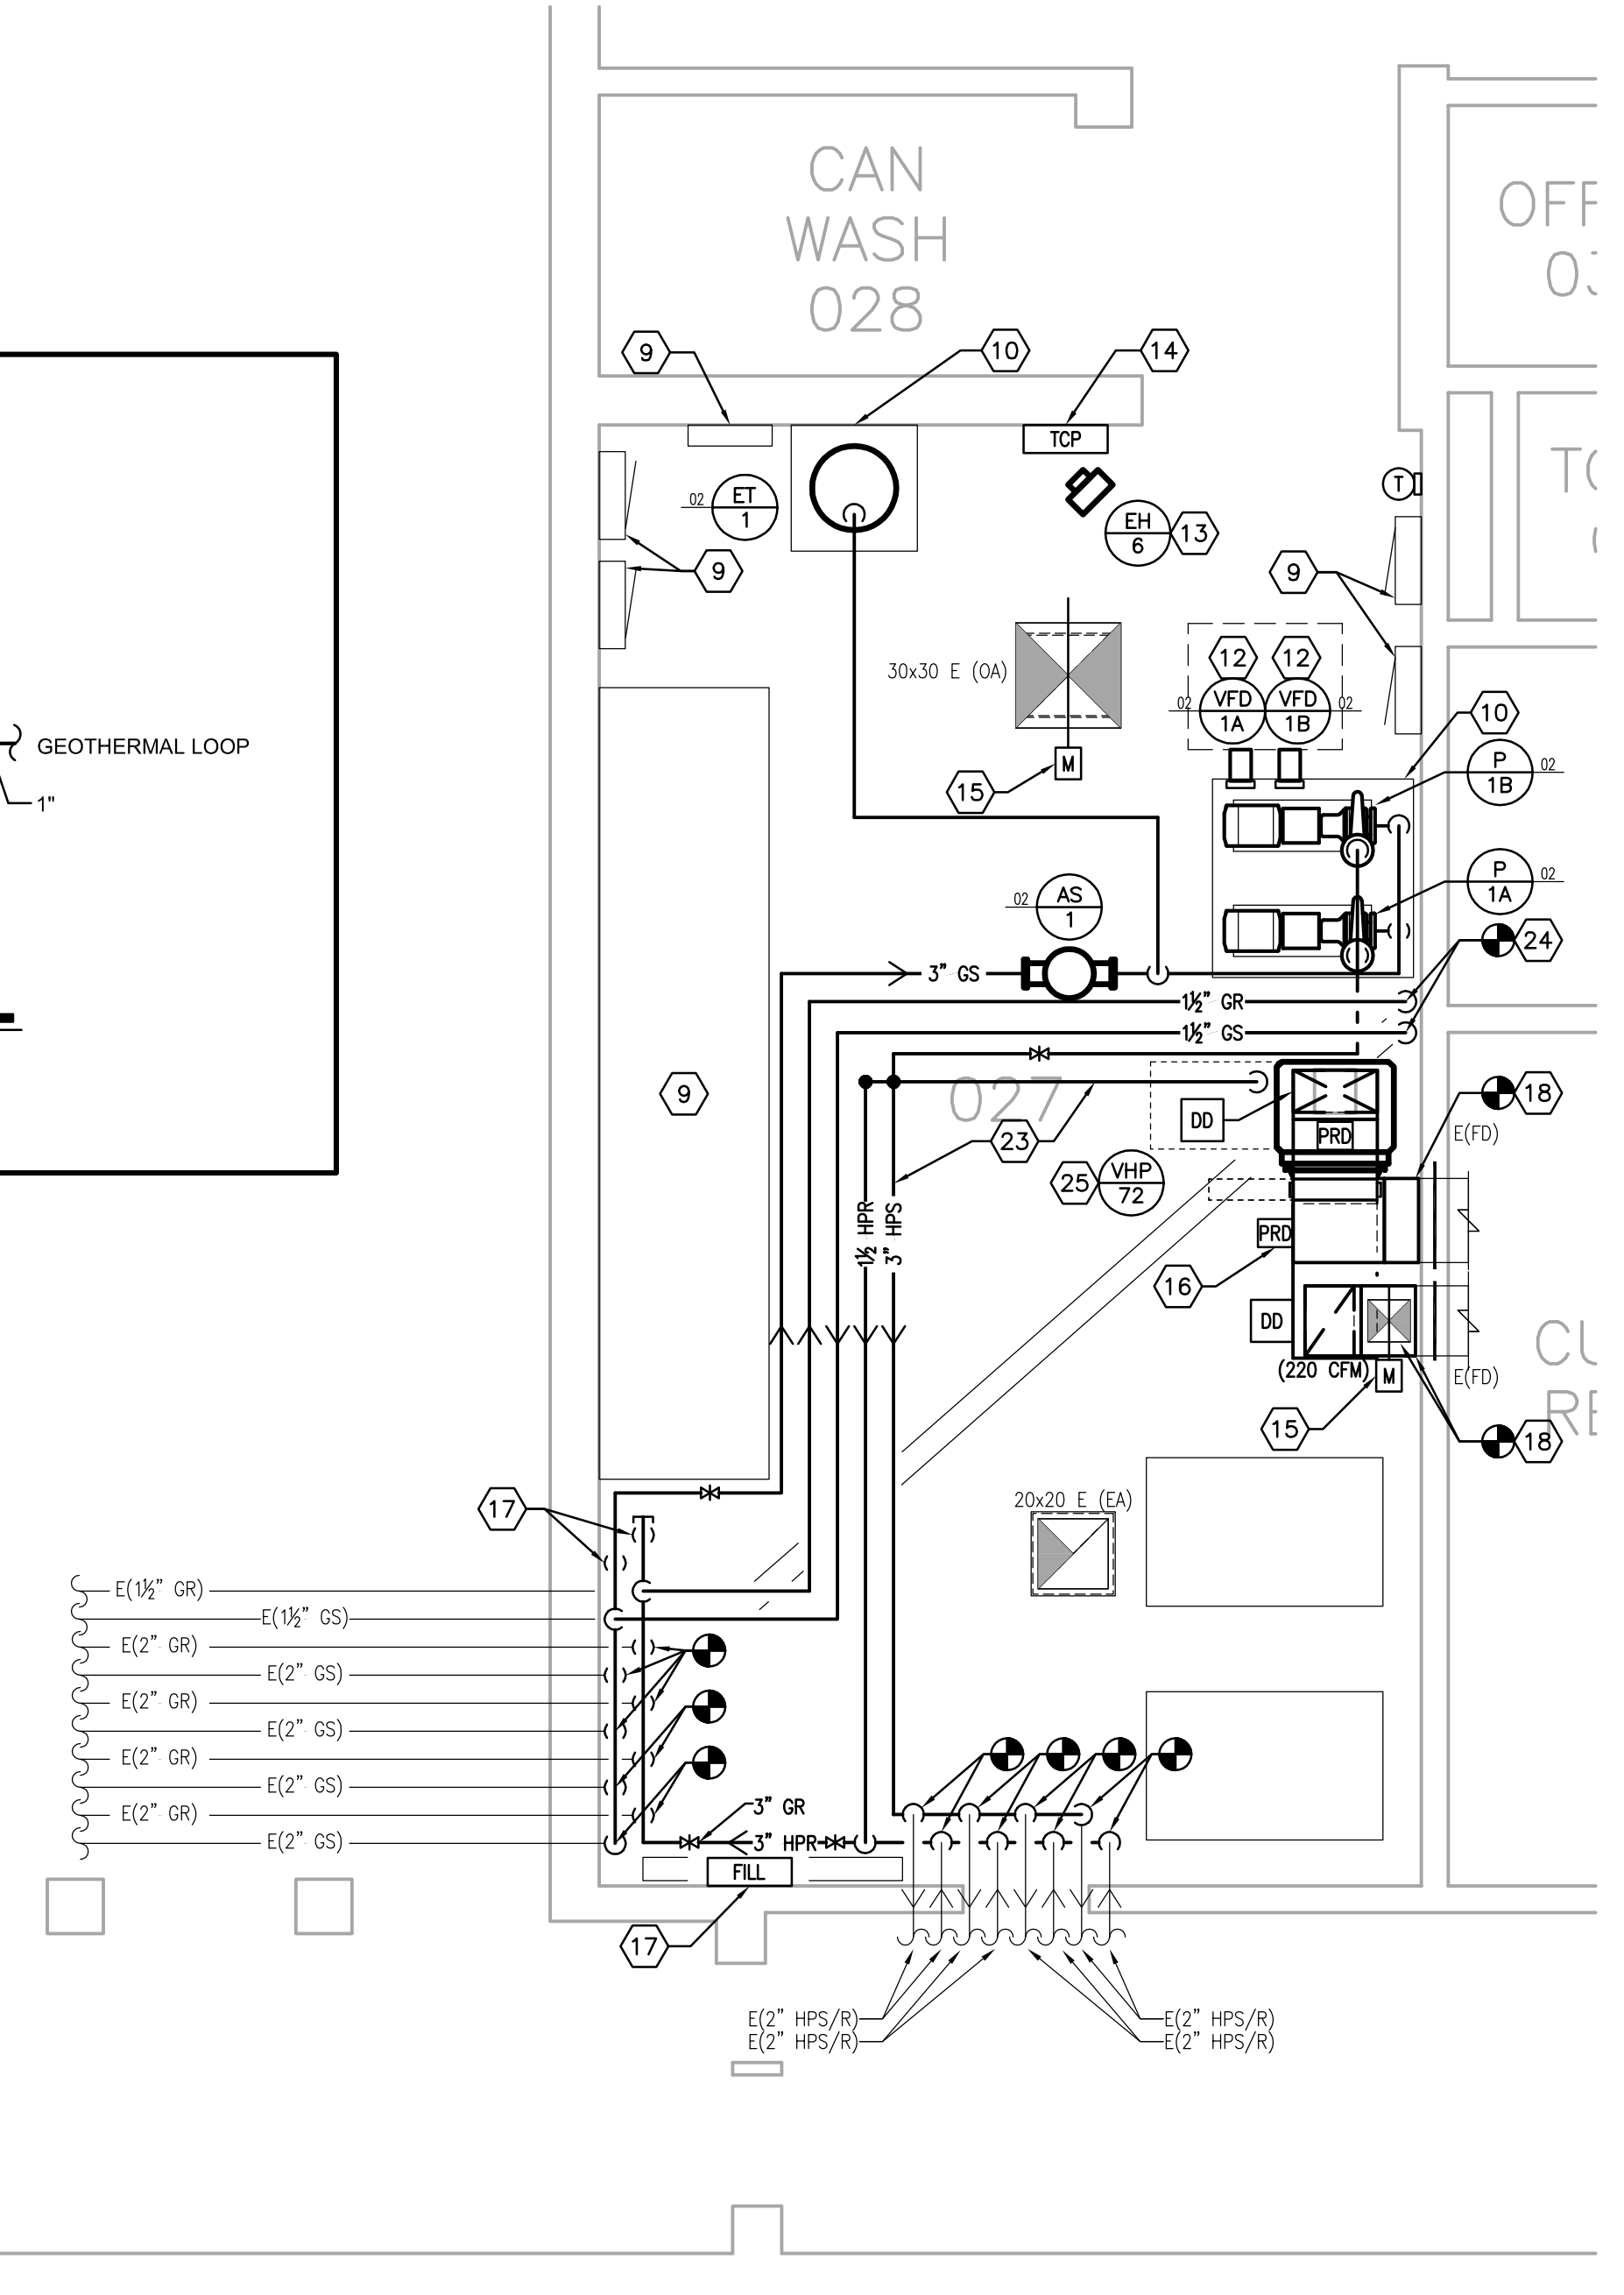 CAN
WASH
028
OFF
9
10
14
TCP
T
02
ET
1
EH
6
13
9
9
30x30 E (OA)
12
12
02
VFD
1A
VFD
1B
02
10
GEOTHERMAL LOOP
1"
M
15
P
1B
02
P
1A
02
02
AS
1
24
3" GS
1½" GR
1½" GS
9
027
DD
PRD
18
E(FD)
23
25
VHP
72
1½ HPR
3" HPS
PRD
16
DD
(220 CFM)
M
E(FD)
CU
RE
15
18
17
20x20 E (EA)
E(1½" GR)
E(1½" GS)
E(2" GR)
E(2" GS)
E(2" GR)
E(2" GS)
E(2" GR)
E(2" GS)
E(2" GR)
E(2" GS)
3" GR
3" HPR
FILL
17
E(2" HPS/R)
E(2" HPS/R)
E(2" HPS/R)
E(2" HPS/R)